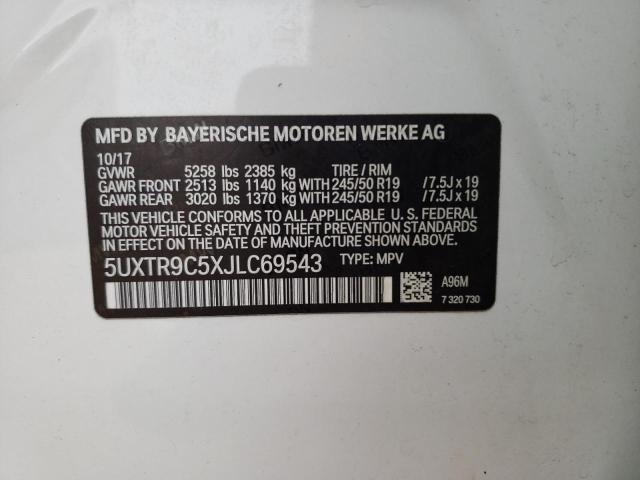 MFD BY BAYERISCHE MOTOREN WERKE AG
10/17
GVWR 5258 lbs 2385 kg TIRE / RIM
GAWR FRONT 2513 lbs 1140 kg WITH 245/50 R19 /7.5J x 19
GAWR REAR 3020 lbs 1370 kg WITH 245/50 R19 /7.5J x 19
THIS VEHICLE CONFORMS TO ALL APPLICABLE U. S. FEDERAL
MOTOR VEHICLE SAFETY AND THEFT PREVENTION STANDARDS
IN EFFECT ON THE DATE OF MANUFACTURE SHOWN ABOVE.
5UXTR9C5XJLC69543 TYPE: MPV
A96M
7 320 730